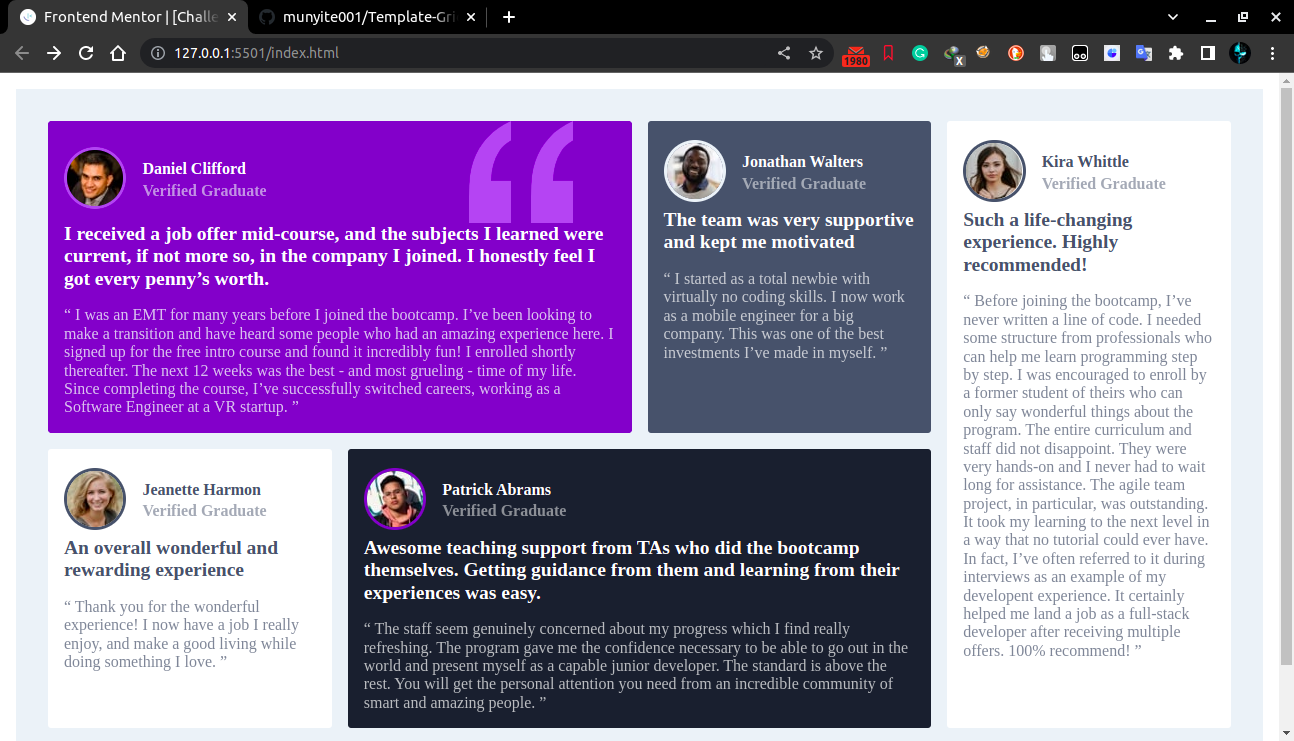 Frontend Mentor | [Challe
munyite001/Template-Gri
127.0.0.1:5501/index.html
1980
X
Daniel Clifford
Verified Graduate
I received a job offer mid-course, and the subjects I learned were
current, if not more so, in the company I joined. I honestly feel I
got every penny’s worth.
“ I was an EMT for many years before I joined the bootcamp. I’ve been looking to
make a transition and have heard some people who had an amazing experience here. I
signed up for the free intro course and found it incredibly fun! I enrolled shortly
thereafter. The next 12 weeks was the best - and most grueling - time of my life.
Since completing the course, I’ve successfully switched careers, working as a
Software Engineer at a VR startup. ”
Jonathan Walters
Verified Graduate
The team was very supportive
and kept me motivated
“ I started as a total newbie with
virtually no coding skills. I now work
as a mobile engineer for a big
company. This was one of the best
investments I’ve made in myself. ”
Kira Whittle
Verified Graduate
Such a life-changing
experience. Highly
recommended!
“ Before joining the bootcamp, I’ve
never written a line of code. I needed
some structure from professionals who
can help me learn programming step
by step. I was encouraged to enroll by
a former student of theirs who can
only say wonderful things about the
program. The entire curriculum and
staff did not disappoint. They were
very hands-on and I never had to wait
long for assistance. The agile team
project, in particular, was outstanding.
It took my learning to the next level in
a way that no tutorial could ever have.
In fact, I’ve often referred to it during
interviews as an example of my
developent experience. It certainly
helped me land a job as a full-stack
developer after receiving multiple
offers. 100% recommend! ”
Jeanette Harmon
Verified Graduate
An overall wonderful and
rewarding experience
“ Thank you for the wonderful
experience! I now have a job I really
enjoy, and make a good living while
doing something I love. ”
Patrick Abrams
Verified Graduate
Awesome teaching support from TAs who did the bootcamp
themselves. Getting guidance from them and learning from their
experiences was easy.
“ The staff seem genuinely concerned about my progress which I find really
refreshing. The program gave me the confidence necessary to be able to go out in the
world and present myself as a capable junior developer. The standard is above the
rest. You will get the personal attention you need from an incredible community of
smart and amazing people. ”